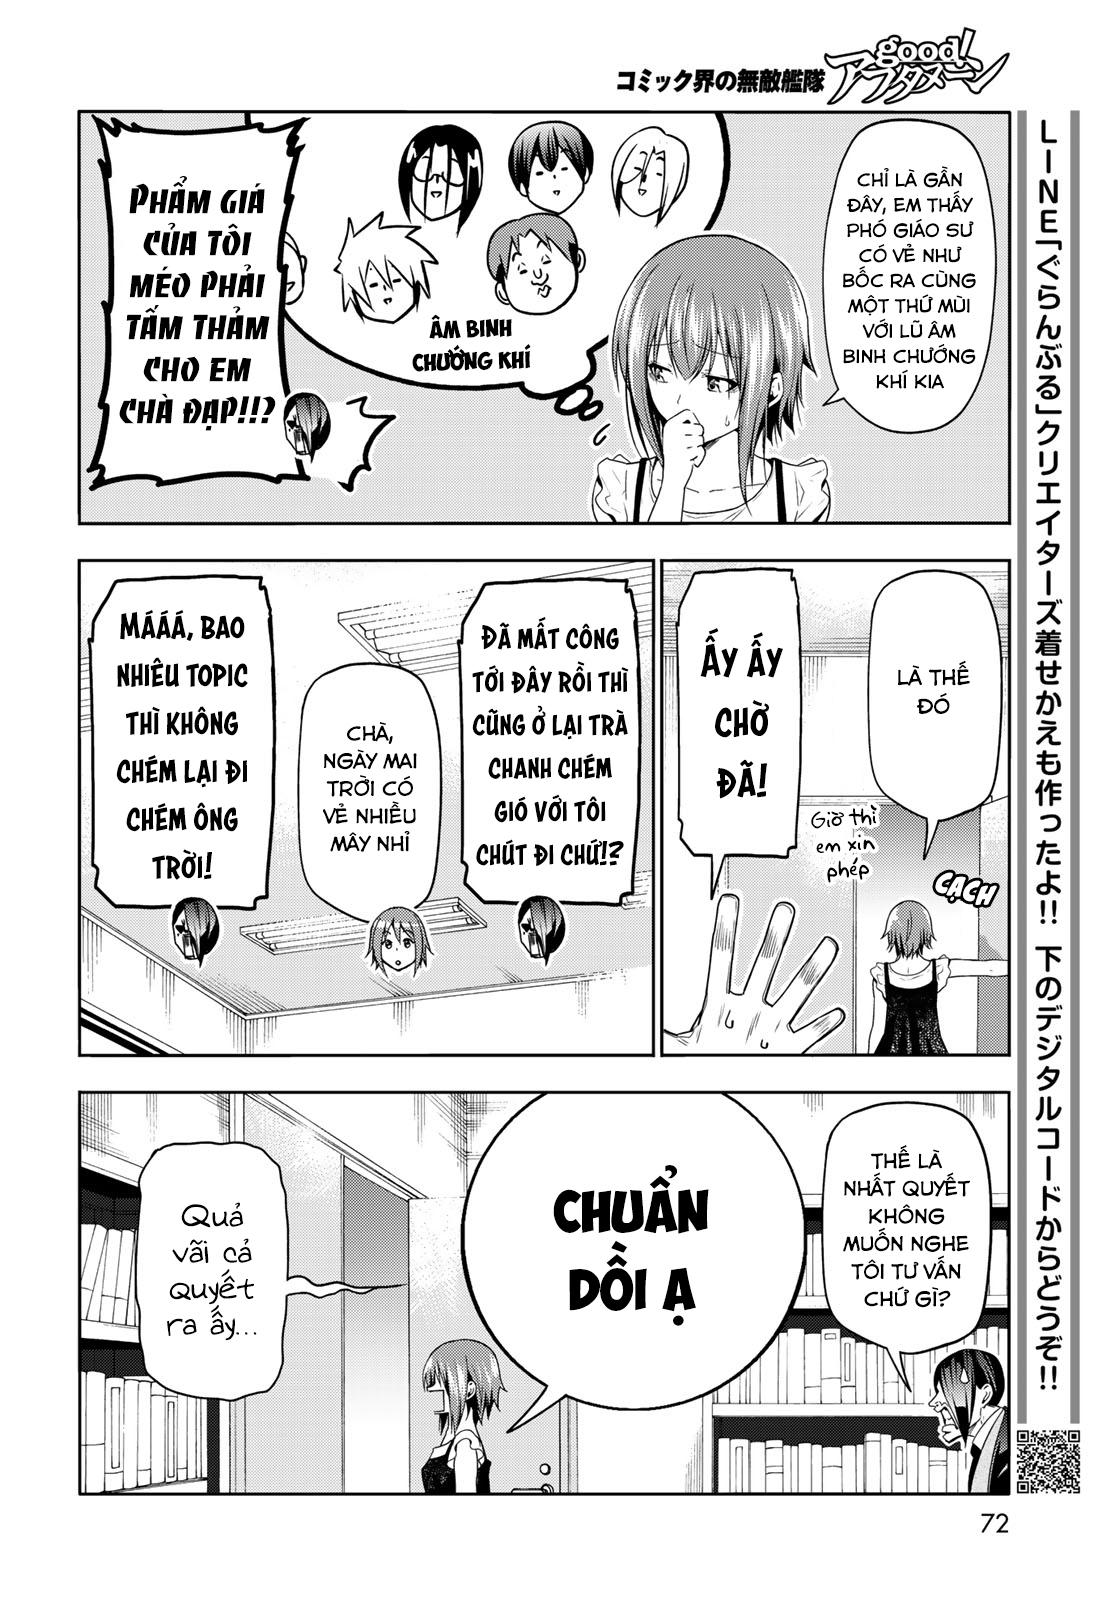 good!
アフタヌーン
コミック界の無敵艦隊
LINE「ぐらんぶる」クリエイターズ着せかえも作ったよ!! 下のデジタルコードからどうぞ!!
CHỈ LÀ GẦN
ĐÂY, EM THẤY
PHÓ GIÁO SƯ
CÓ VẺ NHƯ
BỐC RA CÙNG
MỘT THỨ MÙI
VỚI LŨ ÂM
BINH CHƯỚNG
KHÍ KIA
ÂM BINH
CHƯỚNG KHÍ
PHẨM GIÁ
CỦA TÔI
MÉO PHẢI
TẤM THẢM
CHO EM
CHÀ ĐẠP!!?
LÀ THẾ
ĐÓ
Giờ thì
em xin
phép
CẠCH
ẤY ẤY
CHỜ
ĐÃ!
ĐÃ MẤT CÔNG
TỚI ĐÂY RỒI THÌ
CŨNG Ở LẠI TRÀ
CHANH CHÉM
GIÓ VỚI TÔI
CHÚT ĐI CHỨ!?
CHÀ,
NGÀY MAI
TRỜI CÓ
VẺ NHIỀU
MÂY NHỈ
MÁÁÁ, BAO
NHIÊU TOPIC
THÌ KHÔNG
CHÉM LẠI ĐI
CHÉM ÔNG
TRỜI!
THẾ LÀ
NHẤT QUYẾT
KHÔNG
MUỐN NGHE
TÔI TƯ VẤN
CHỨ GÌ?
CHUẨN
DỒI Ạ
Quả
vãi cả
quyết
ra ấy...
72